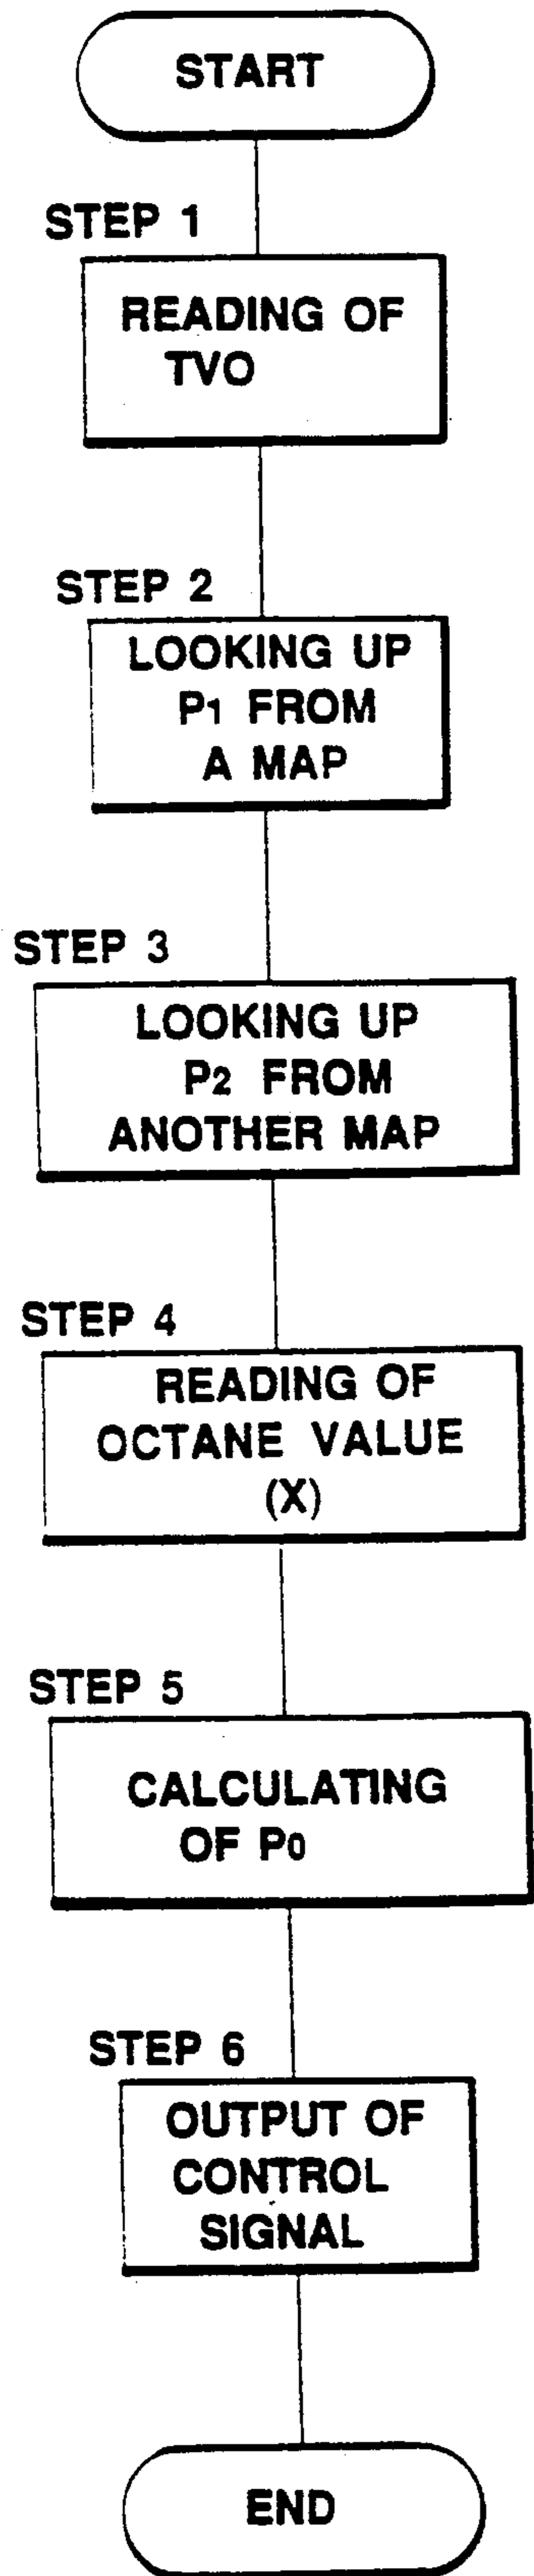 START
STEP 1
READING OF
TVO
STEP 2
LOOKING UP
P1 FROM
A MAP
STEP 3
LOOKING UP
P2 FROM
ANOTHER MAP
STEP 4
READING OF
OCTANE VALUE
(X)
STEP 5
CALCULATING
OF P0
STEP 6
OUTPUT OF
CONTROL
SIGNAL
END